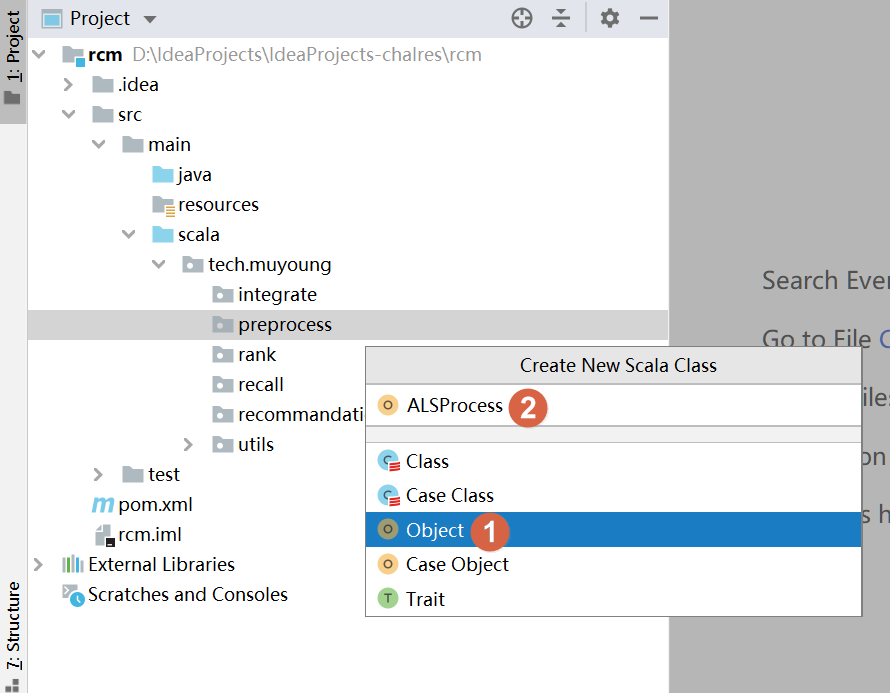 1: Project
Project
rcm D:\IdeaProjects\IdeaProjects-chalres\rcm
.idea
src
main
java
resources
scala
tech.muyoung
integrate
preprocess
rank
recall
recommandati
utils
test
pom.xml
rcm.iml
External Libraries
Scratches and Consoles
7: Structure
Search Ever
Go to File C
iles
on
s h
Create New Scala Class
ALSProcess 2
Class
Case Class
Object 1
Case Object
Trait